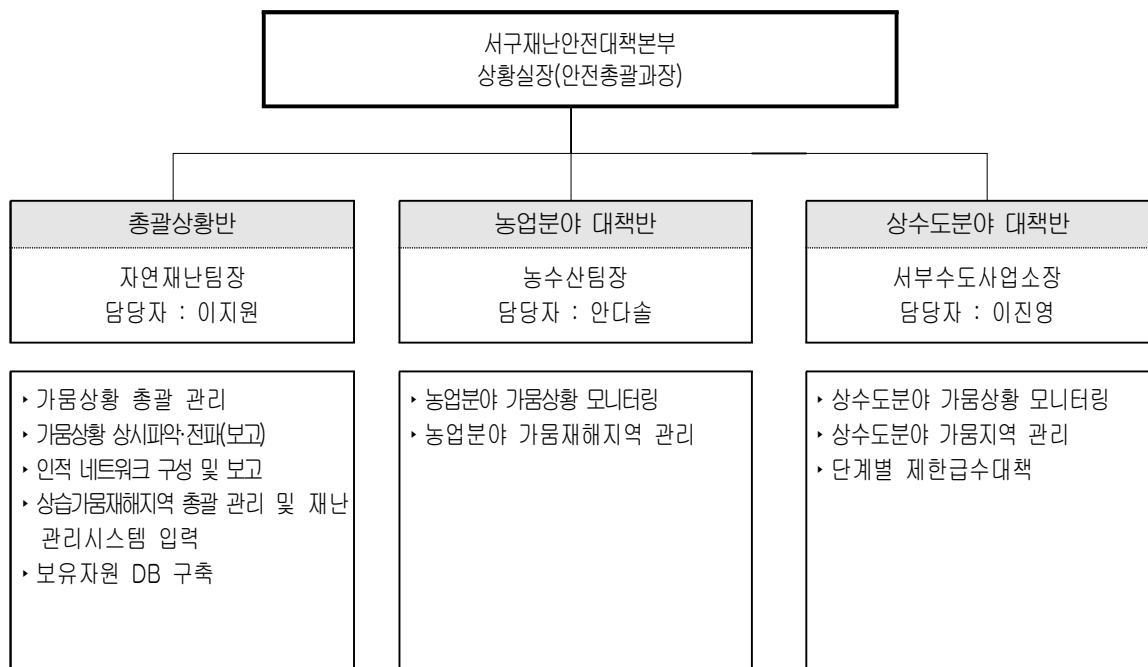 서구재난안전대책본부
상황실장(안전총괄과장)
총괄상황반
자연재난팀장
담당자 : 이지원
‣ 가뭄상황 총괄 관리
‣ 가뭄상황 상시파악·전파(보고)
‣ 인적 네트워크 구성 및 보고
‣ 상습가뭄재해지역 총괄 관리 및 재난
관리시스템 입력
‣ 보유자원 DB 구축
농업분야 대책반
농수산팀장
담당자 : 안다솔
‣ 농업분야 가뭄상황 모니터링
‣ 농업분야 가뭄재해지역 관리
상수도분야 대책반
서부수도사업소장
담당자 : 이진영
‣ 상수도분야 가뭄상황 모니터링
‣ 상수도분야 가뭄지역 관리
‣ 단계별 제한급수대책